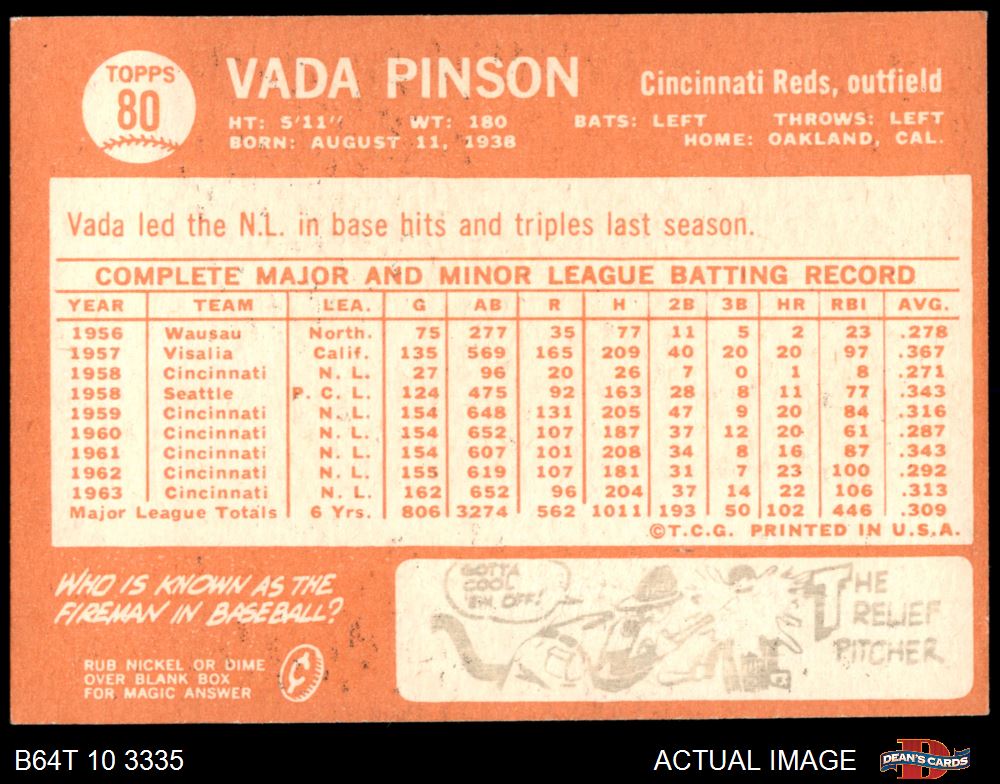 TOPPS
80
VADA PINSON
Cincinnati Reds, outfield
HT: 5'11" WT: 180 BATS: LEFT THROWS: LEFT
BORN: AUGUST 11, 1938 HOME: OAKLAND, CAL.
Vada led the N.L. in base hits and triples last season.
COMPLETE MAJOR AND MINOR LEAGUE BATTING RECORD
YEAR TEAM LEA. G AB R H 2B 3B HR RBI AVG.
1956 Wausau North. 75 277 35 77 11 5 2 23 .278
1957 Visalia Calif. 135 569 165 209 40 20 20 97 .367
1958 Cincinnati N. L. 27 96 20 26 7 0 1 8 .271
1958 Seattle P. C. L. 124 475 92 163 28 8 11 77 .343
1959 Cincinnati N. L. 154 648 131 205 47 9 20 84 .316
1960 Cincinnati N. L. 154 652 107 187 37 12 20 61 .287
1961 Cincinnati N. L. 154 607 101 208 34 8 16 87 .343
1962 Cincinnati N. L. 155 619 107 181 31 7 23 100 .292
1963 Cincinnati N. L. 162 652 96 204 37 14 22 106 .313
Major League Totals 6 Yrs. 806 3274 562 1011 193 50 102 446 .309
©T.C.G. PRINTED IN U.S.A.
WHO IS KNOWN AS THE
FIREMAN IN BASEBALL?
RUB NICKEL OR DIME
OVER BLANK BOX
FOR MAGIC ANSWER
¢
GOTTA
COOL
'EM OFF!
THE
RELIEF
PITCHER
B64T 10 3335
ACTUAL IMAGE
D
DEAN'S CARDS